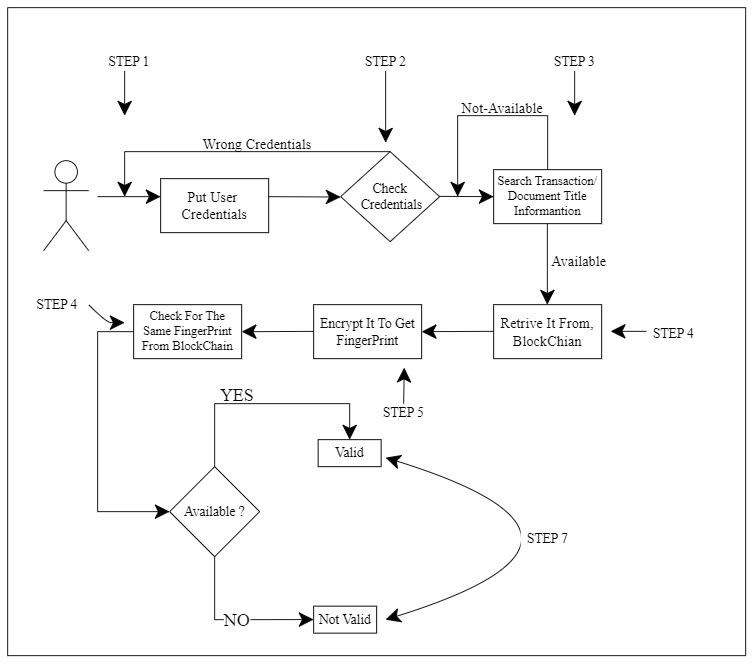 STEP 1
STEP 2
STEP 3
Not-Available
Wrong Credentials
Put User
Credentials
Check
Credentials
Search Transaction/
Document Title
Informantion
Available
STEP 4
Check For The
Same FingerPrint
From BlockChain
Encrypt It To Get
FingerPrint
Retrive It From,
BlockChian
STEP 4
STEP 5
YES
Valid
Available ?
STEP 7
NO
Not Valid